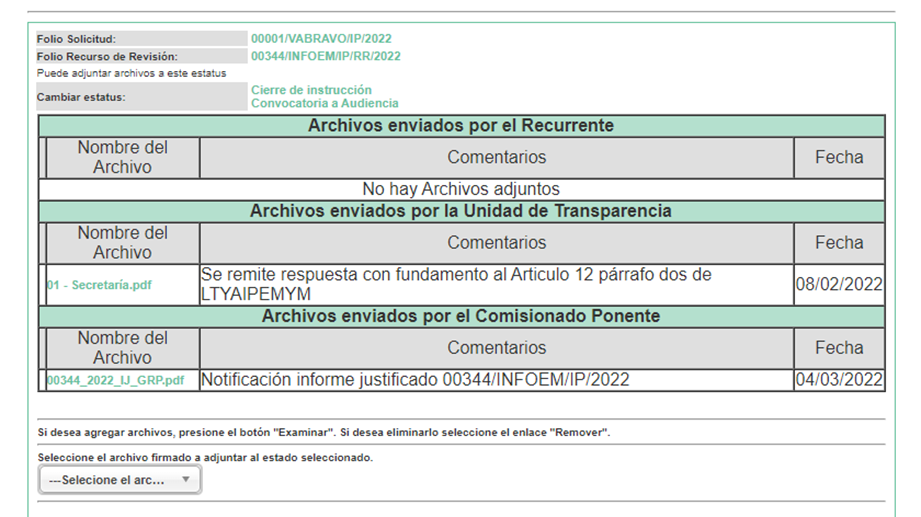 Folio Solicitud: 00001/VABRAVO/IP/2022
Folio Recurso de Revisión: 00344/INFOEM/IP/RR/2022
Puede adjuntar archivos a este estatus
Cambiar estatus: Cierre de instrucción
Convocatoria a Audiencia
Archivos enviados por el Recurrente
Nombre del Archivo Comentarios Fecha
No hay Archivos adjuntos
Archivos enviados por la Unidad de Transparencia
Nombre del Archivo Comentarios Fecha
01 - Secretaría.pdf Se remite respuesta con fundamento al Articulo 12 párrafo dos de LTYAIPEMYM 08/02/2022
Archivos enviados por el Comisionado Ponente
Nombre del Archivo Comentarios Fecha
00344_2022_IJ_GRP.pdf Notificación informe justificado 00344/INFOEM/IP/2022 04/03/2022
Si desea agregar archivos, presione el botón "Examinar". Si desea eliminarlo seleccione el enlace "Remover".
Seleccione el archivo firmado a adjuntar al estado seleccionado.
---Selecione el arc...